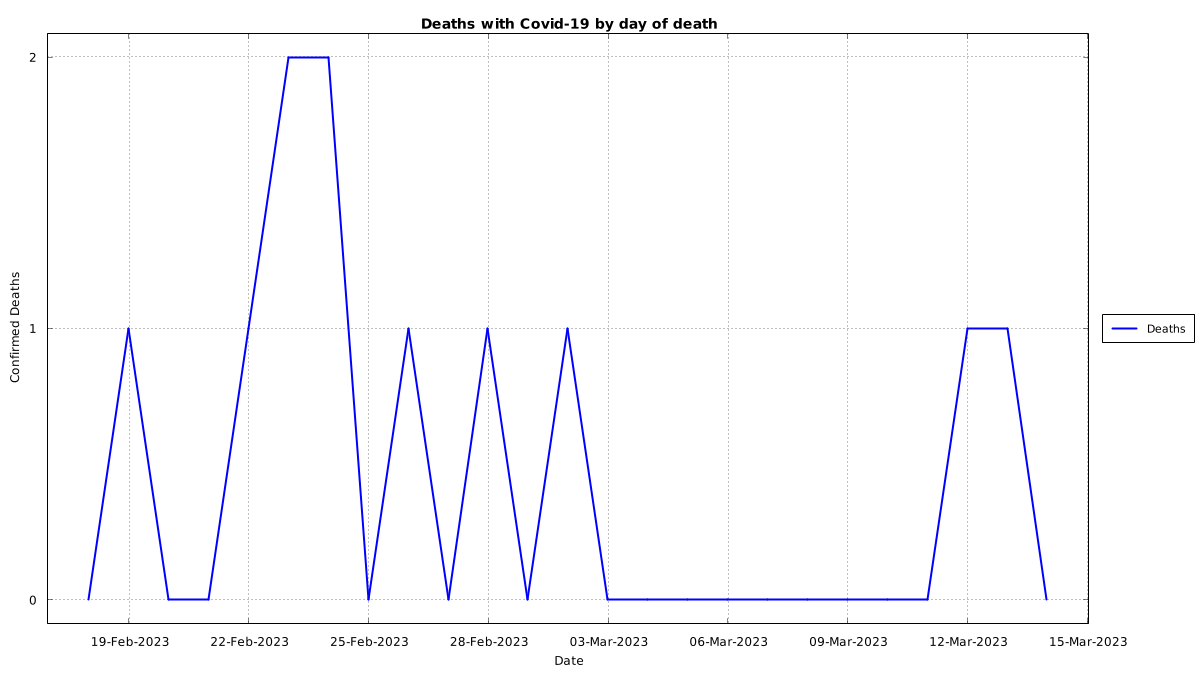 Deaths with Covid-19 by day of death
2
1
0
Confirmed Deaths
Deaths
19-Feb-2023 22-Feb-2023 25-Feb-2023 28-Feb-2023 03-Mar-2023 06-Mar-2023 09-Mar-2023 12-Mar-2023 15-Mar-2023
Date